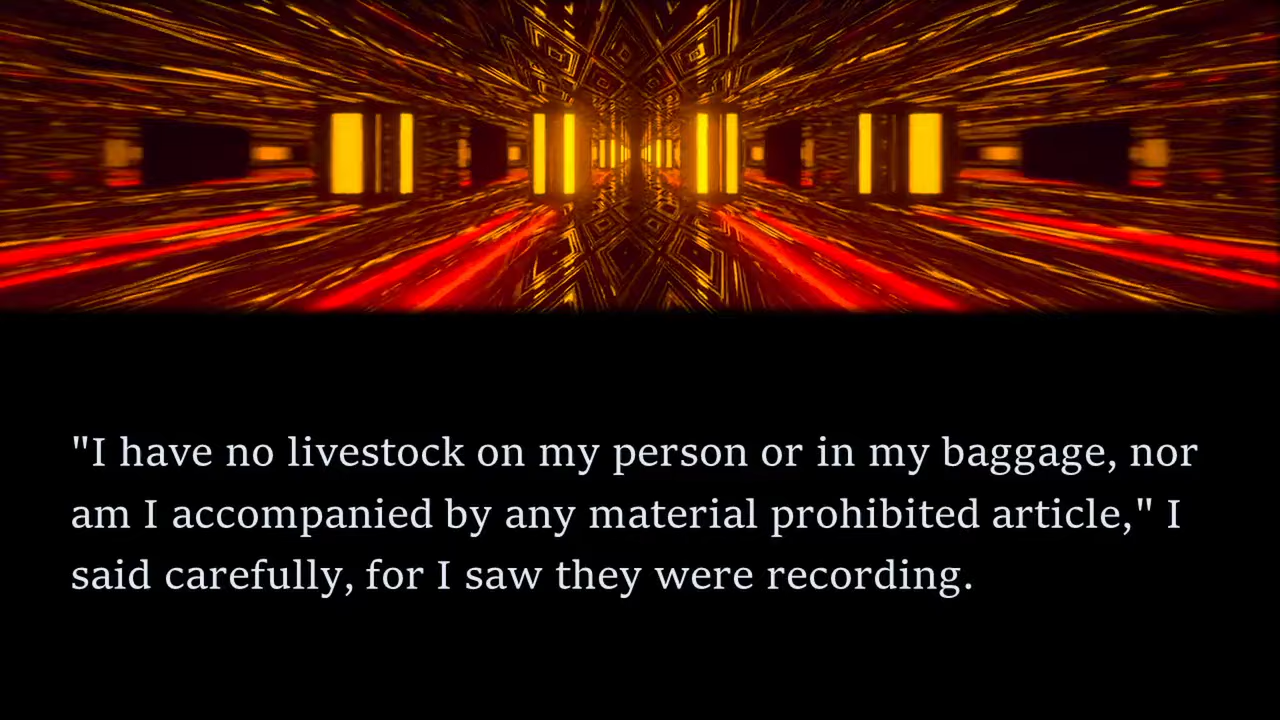 "I have no livestock on my person or in my baggage, nor
am I accompanied by any material prohibited article," I
said carefully, for I saw they were recording.